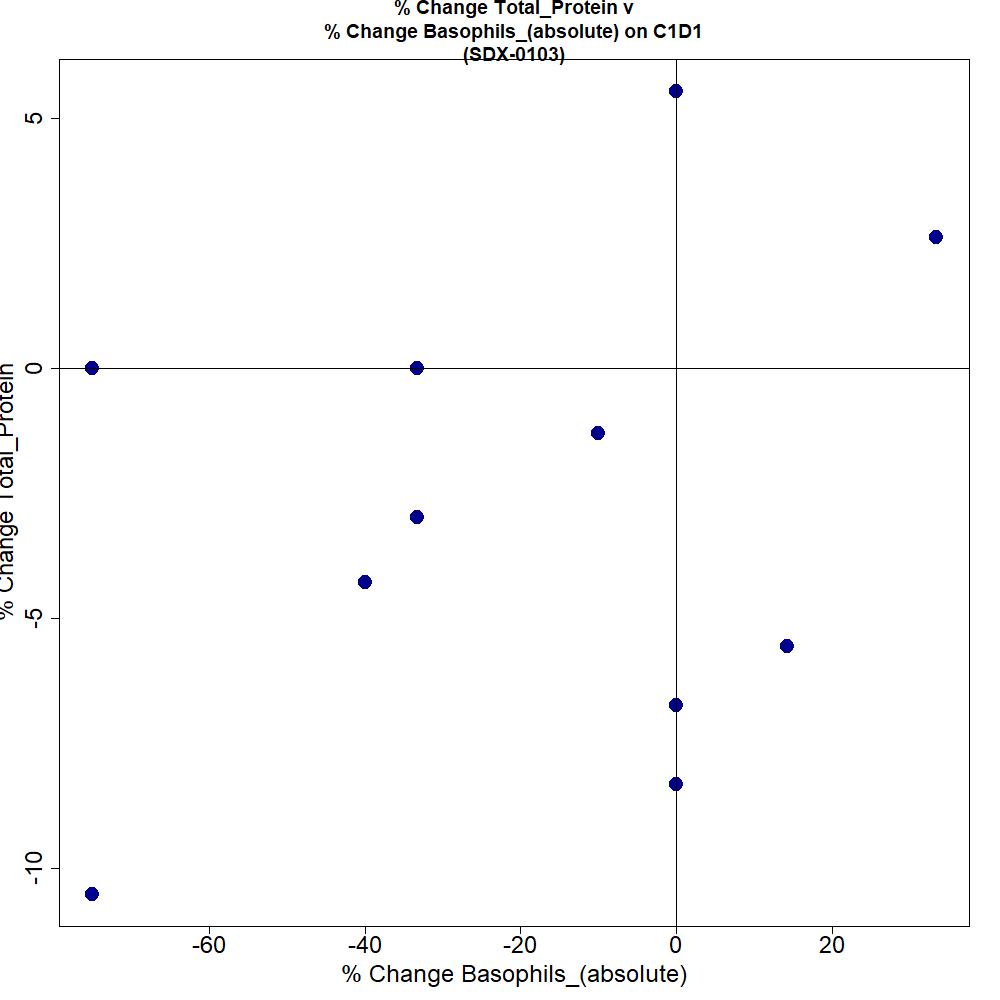 % Change Total_Protein v
% Change Basophils_(absolute) on C1D1
(SDX-0103)
5
0
-5
-10
% Change Total_Protein
-60
-40
-20
0
20
% Change Basophils_(absolute)